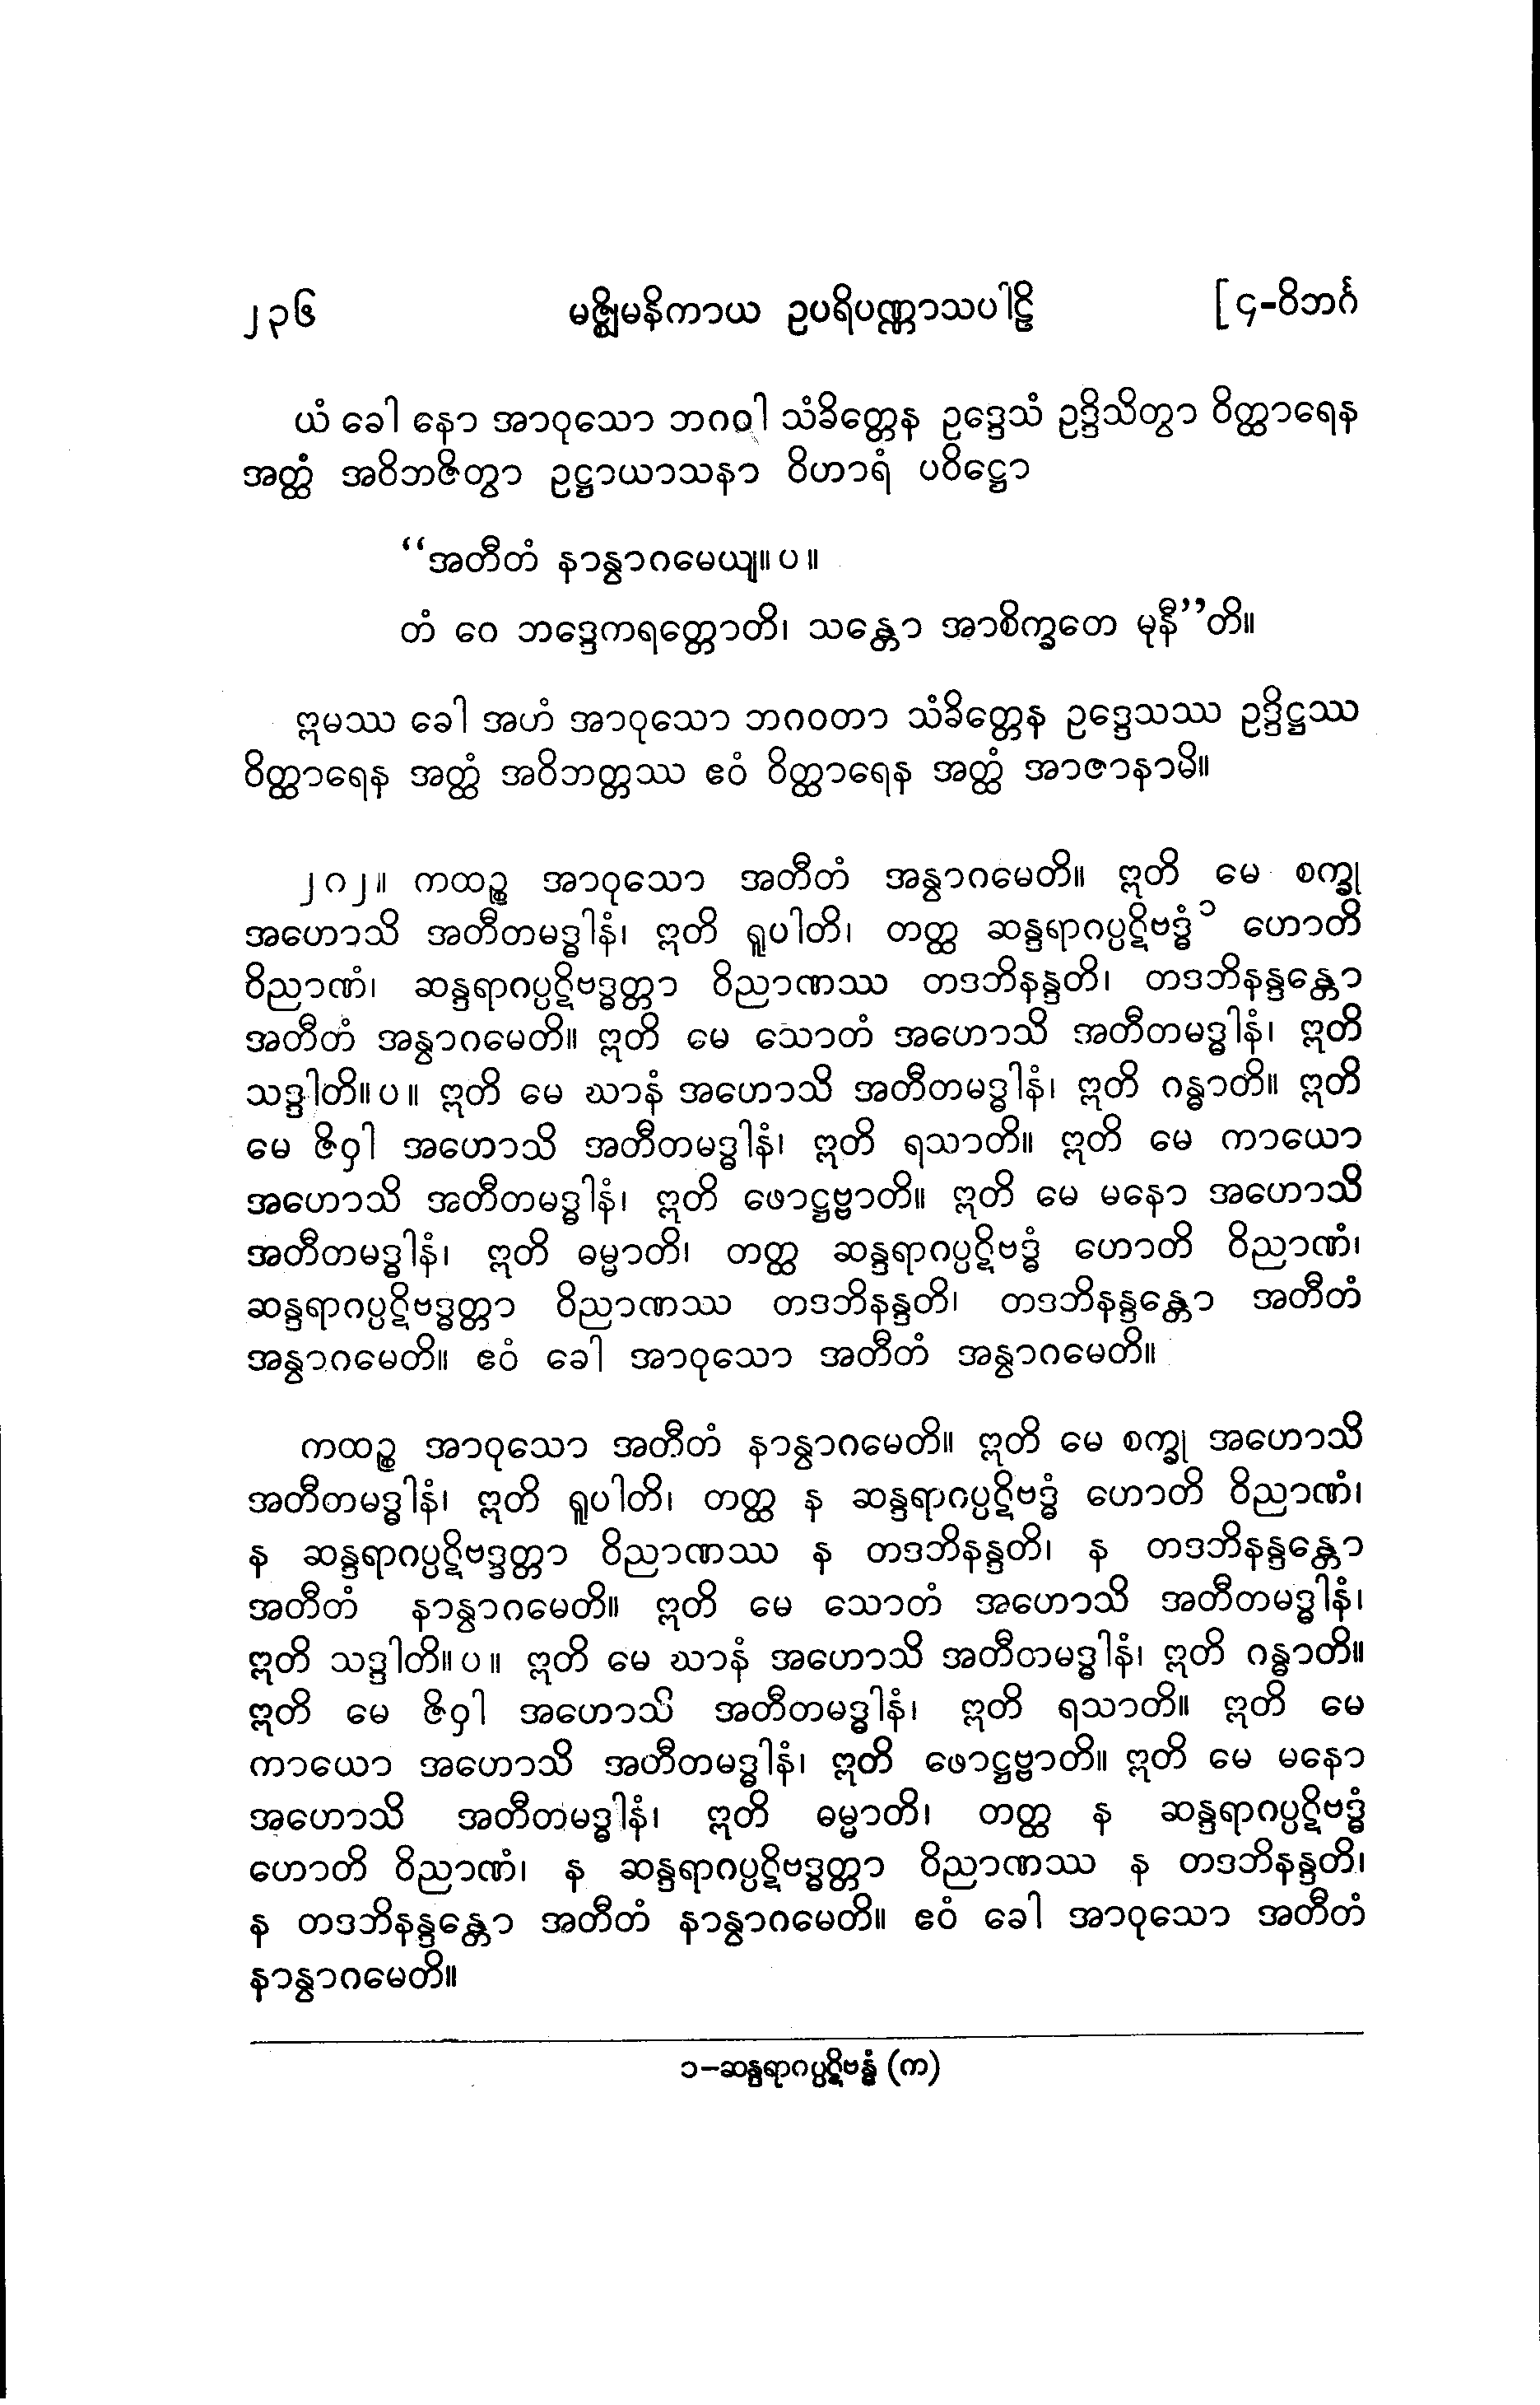 ၂၃၆ မဇ္ဈိမနိကာယ ဥပရိပဏ္ဏာသပါဠိ [၄-ဝိဘင်္ဂ
ယံ ခေါ နော အာဝုသော ဘဂဝါ သံခိတ္တေန ဥဒ္ဒေသံ ဥဒ္ဒိသိတွာ ဝိတ္ထာရေန
အတ္ထံ အဝိဘဇိတွာ ဥဋ္ဌာယာသနာ ဝိဟာရံ ပဝိဋ္ဌော
“အတီတံ နာနွာဂမေယျ။ပ။
တံ ဝေ ဘဒ္ဒေကရတ္တောတိ၊ သန္တော အာစိက္ခတေ မုနီ”တိ။
ဣမဿ ခေါ အဟံ အာဝုသော ဘဂဝတာ သံခိတ္တေန ဥဒ္ဒေသဿ ဥဒ္ဒိဋ္ဌဿ
ဝိတ္ထာရေန အတ္ထံ အဝိဘတ္တဿ ဧဝံ ဝိတ္ထာရေန အတ္ထံ အာဇာနာမိ။
၂၇၂။ ကထဉ္စ အာဝုသော အတီတံ အနွာဂမေတိ။ ဣတိ မေ စက္ခု
အဟောသိ အတီတမဒ္ဓါနံ၊ ဣတိ ရူပါတိ၊ တတ္ထ ဆန္ဒရာဂပ္ပဋိဗဒ္ဓံ၁ ဟောတိ
ဝိညာဏံ၊ ဆန္ဒရာဂပ္ပဋိဗဒ္ဓတ္တာ ဝိညာဏဿ တဒဘိနန္ဒတိ၊ တဒဘိနန္ဒန္တော
အတီတံ အနွာဂမေတိ။ ဣတိ မေ သောတံ အဟောသိ အတီတမဒ္ဓါနံ၊ ဣတိ
သဒ္ဒါတိ။ပ။ ဣတိ မေ ဃာနံ အဟောသိ အတီတမဒ္ဓါနံ၊ ဣတိ ဂန္ဓာတိ။ ဣတိ
မေ ဇိဝှါ အဟောသိ အတီတမဒ္ဓါနံ၊ ဣတိ ရသာတိ။ ဣတိ မေ ကာယော
အဟောသိ အတီတမဒ္ဓါနံ၊ ဣတိ ဖောဋ္ဌဗ္ဗာတိ။ ဣတိ မေ မနော အဟောသိ
အတီတမဒ္ဓါနံ၊ ဣတိ ဓမ္မာတိ၊ တတ္ထ ဆန္ဒရာဂပ္ပဋိဗဒ္ဓံ ဟောတိ ဝိညာဏံ၊
ဆန္ဒရာဂပ္ပဋိဗဒ္ဓတ္တာ ဝိညာဏဿ တဒဘိနန္ဒတိ၊ တဒဘိနန္ဒန္တော အတီတံ
အနွာဂမေတိ။ ဧဝံ ခေါ အာဝုသော အတီတံ အနွာဂမေတိ။
ကထဉ္စ အာဝုသော အတီတံ နာနွာဂမေတိ။ ဣတိ မေ စက္ခု အဟောသိ
အတီတမဒ္ဓါနံ၊ ဣတိ ရူပါတိ၊ တတ္ထ န ဆန္ဒရာဂပ္ပဋိဗဒ္ဓံ ဟောတိ ဝိညာဏံ၊
န ဆန္ဒရာဂပ္ပဋိဗဒ္ဓတ္တာ ဝိညာဏဿ န တဒဘိနန္ဒတိ၊ န တဒဘိနန္ဒန္တော
အတီတံ နာနွာဂမေတိ။ ဣတိ မေ သောတံ အဟောသိ အတီတမဒ္ဓါနံ၊
ဣတိ သဒ္ဒါတိ။ပ။ ဣတိ မေ ဃာနံ အဟောသိ အတီတမဒ္ဓါနံ၊ ဣတိ ဂန္ဓာတိ။
ဣတိ မေ ဇိဝှါ အဟောသိ အတီတမဒ္ဓါနံ၊ ဣတိ ရသာတိ။ ဣတိ မေ
ကာယော အဟောသိ အတီတမဒ္ဓါနံ၊ ဣတိ ဖောဋ္ဌဗ္ဗာတိ။ ဣတိ မေ မနော
အဟောသိ အတီတမဒ္ဓါနံ၊ ဣတိ ဓမ္မာတိ၊ တတ္ထ န ဆန္ဒရာဂပ္ပဋိဗဒ္ဓံ
ဟောတိ ဝိညာဏံ၊ န ဆန္ဒရာဂပ္ပဋိဗဒ္ဓတ္တာ ဝိညာဏဿ န တဒဘိနန္ဒတိ၊
န တဒဘိနန္ဒန္တော အတီတံ နာနွာဂမေတိ။ ဧဝံ ခေါ အာဝုသော အတီတံ
နာနွာဂမေတိ။
၁-ဆန္ဒရာဂပ္ပဋိဗန္ဓံ (က)